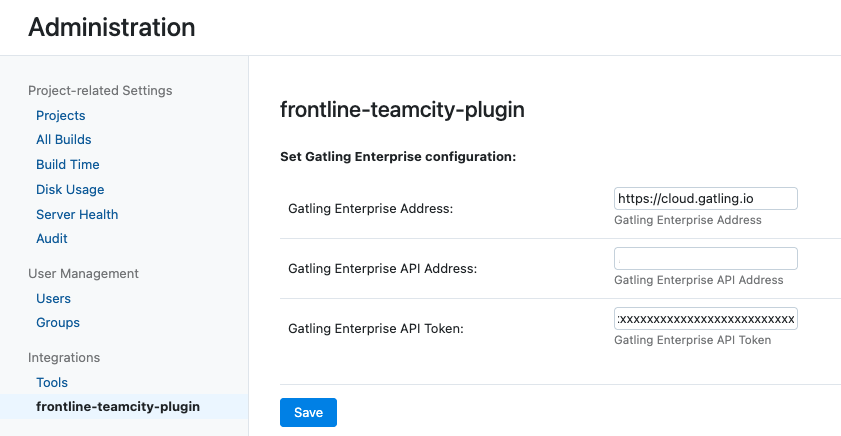 Administration
Project-related Settings
Projects
All Builds
Build Time
Disk Usage
Server Health
Audit
User Management
Users
Groups
Integrations
Tools
frontline-teamcity-plugin
frontline-teamcity-plugin
Set Gatling Enterprise configuration:
Gatling Enterprise Address:
https://cloud.gatling.io
Gatling Enterprise Address
Gatling Enterprise API Address:
Gatling Enterprise API Address
Gatling Enterprise API Token:
:xxxxxxxxxxxxxxxxxxxxxxxxxx
Gatling Enterprise API Token
Save